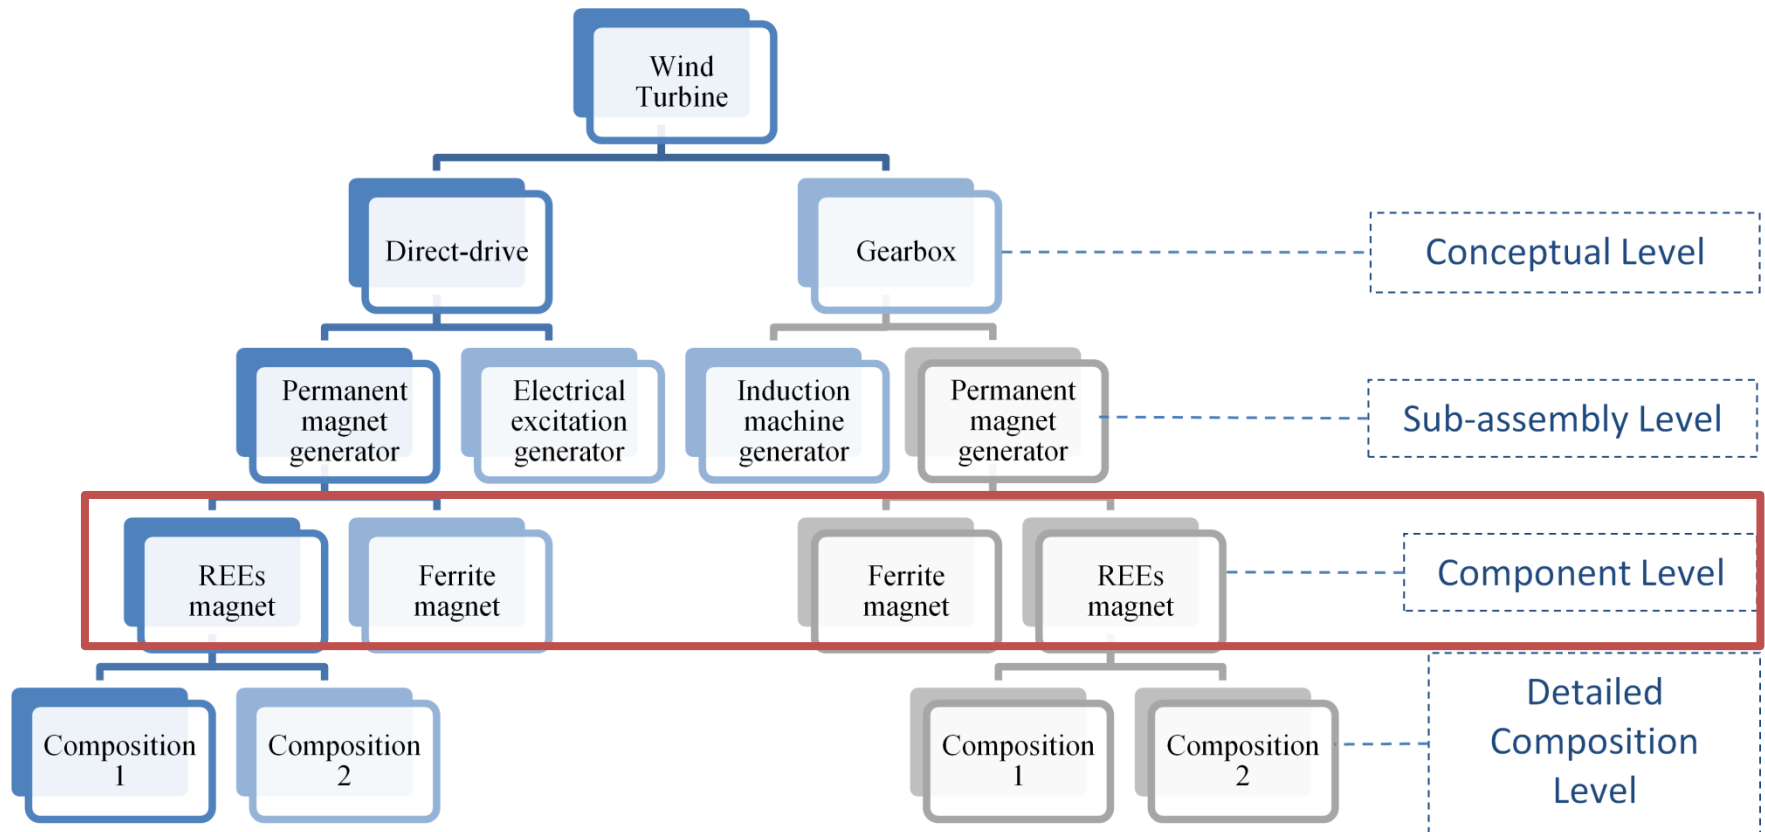 Wind
Turbine
Direct-drive
Gearbox
Conceptual Level
Permanent
magnet
generator
Electrical
excitation
generator
Induction
machine
generator
Permanent
magnet
generator
Sub-assembly Level
REEs
magnet
Ferrite
magnet
Ferrite
magnet
REEs
magnet
Component Level
Composition
1
Composition
2
Composition
1
Composition
2
Detailed
Composition
Level